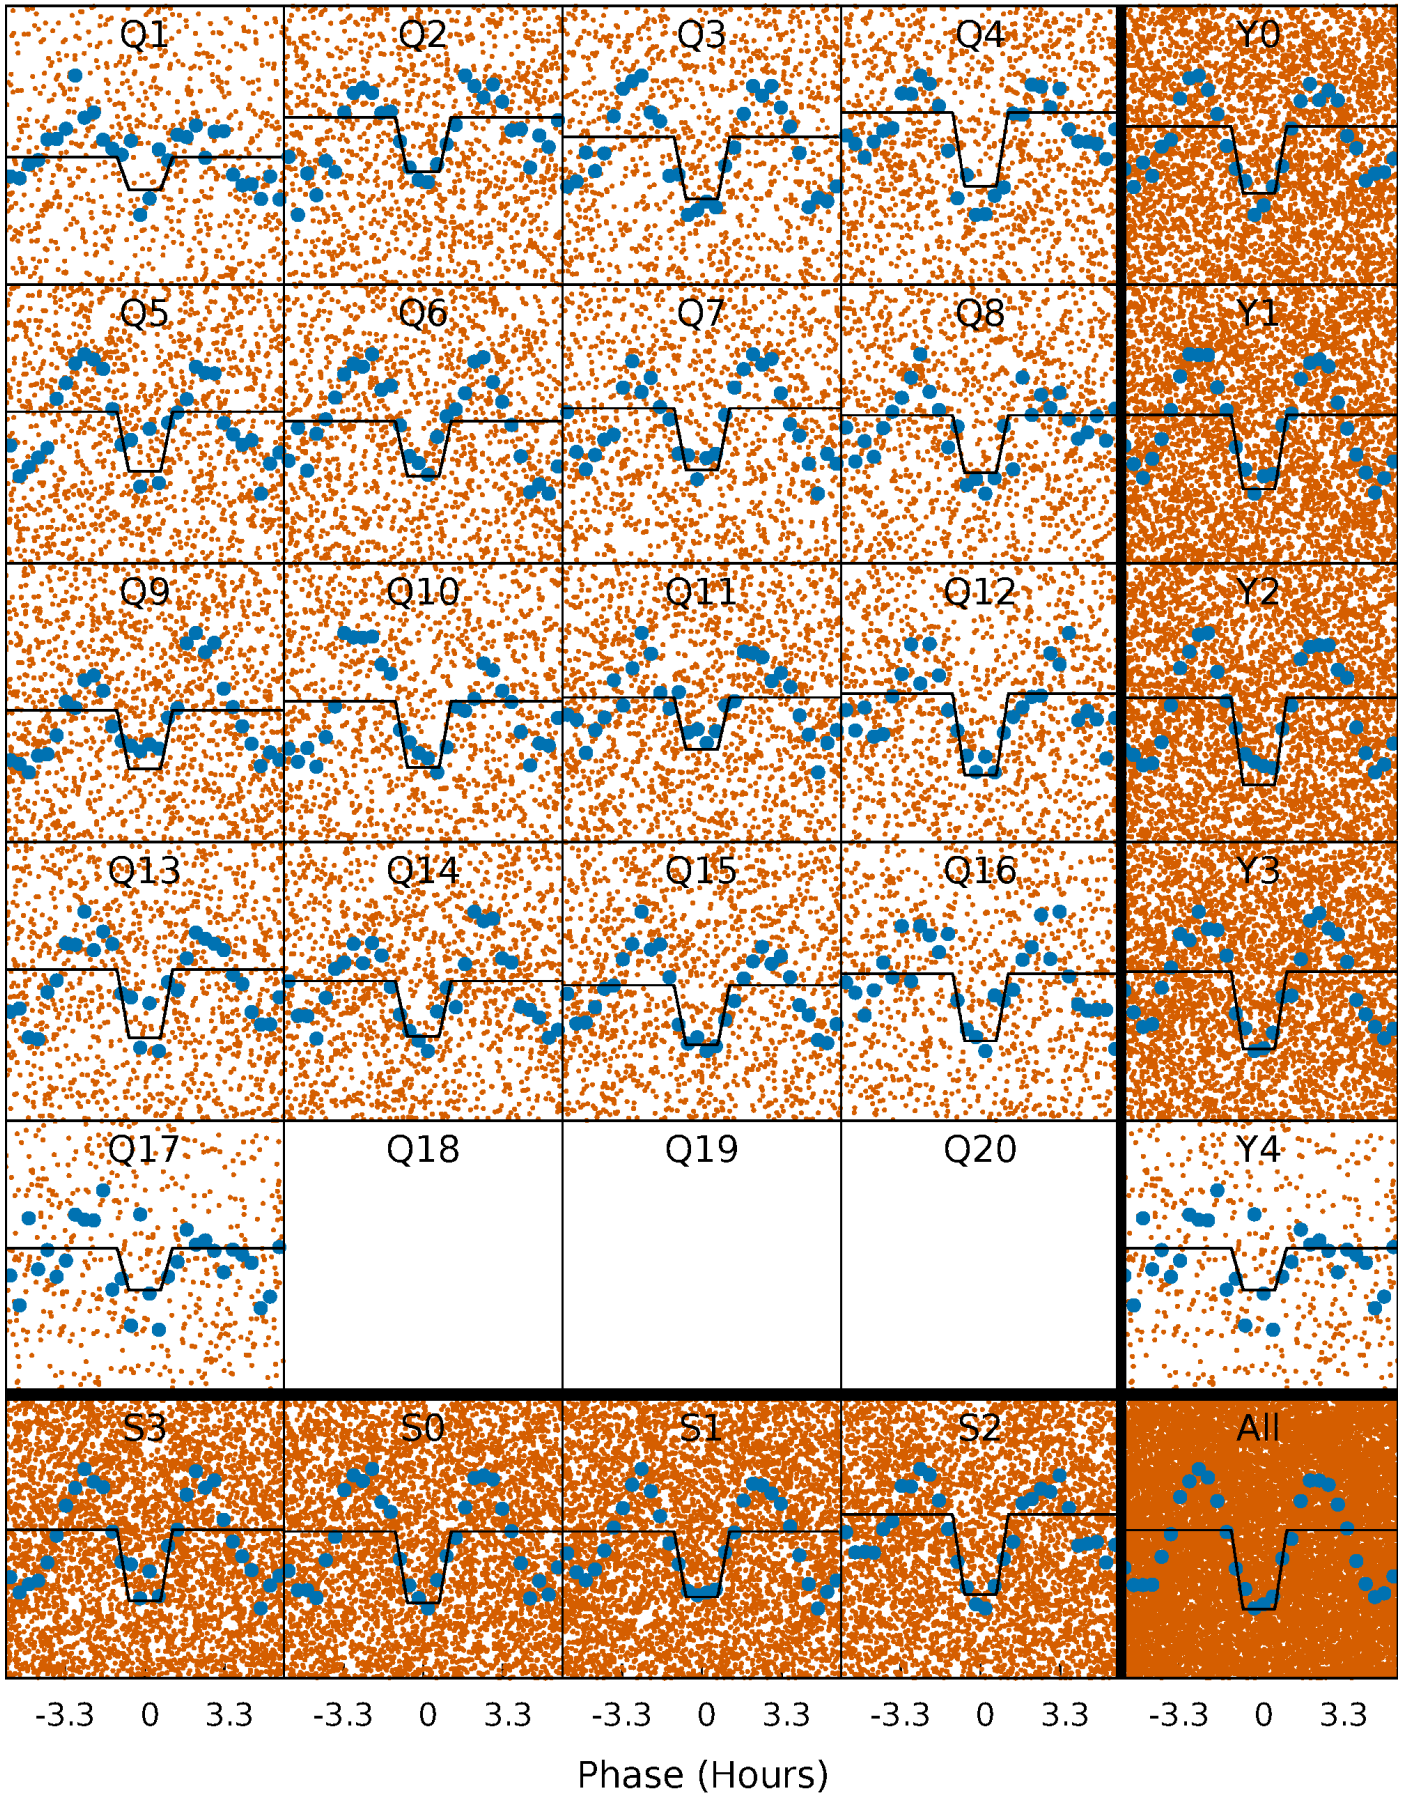 Q1 Q2 Q3 Q4 Y0
Q5 Q6 Q7 Q8 Y1
Q9 Q10 Q11 Q12 Y2
Q13 Q14 Q15 Q16 Y3
Q17 Q18 Q19 Q20 Y4
S3 S0 S1 S2 All
-3.3 0 3.3 -3.3 0 3.3 -3.3 0 3.3 -3.3 0 3.3 -3.3 0 3.3
Phase (Hours)